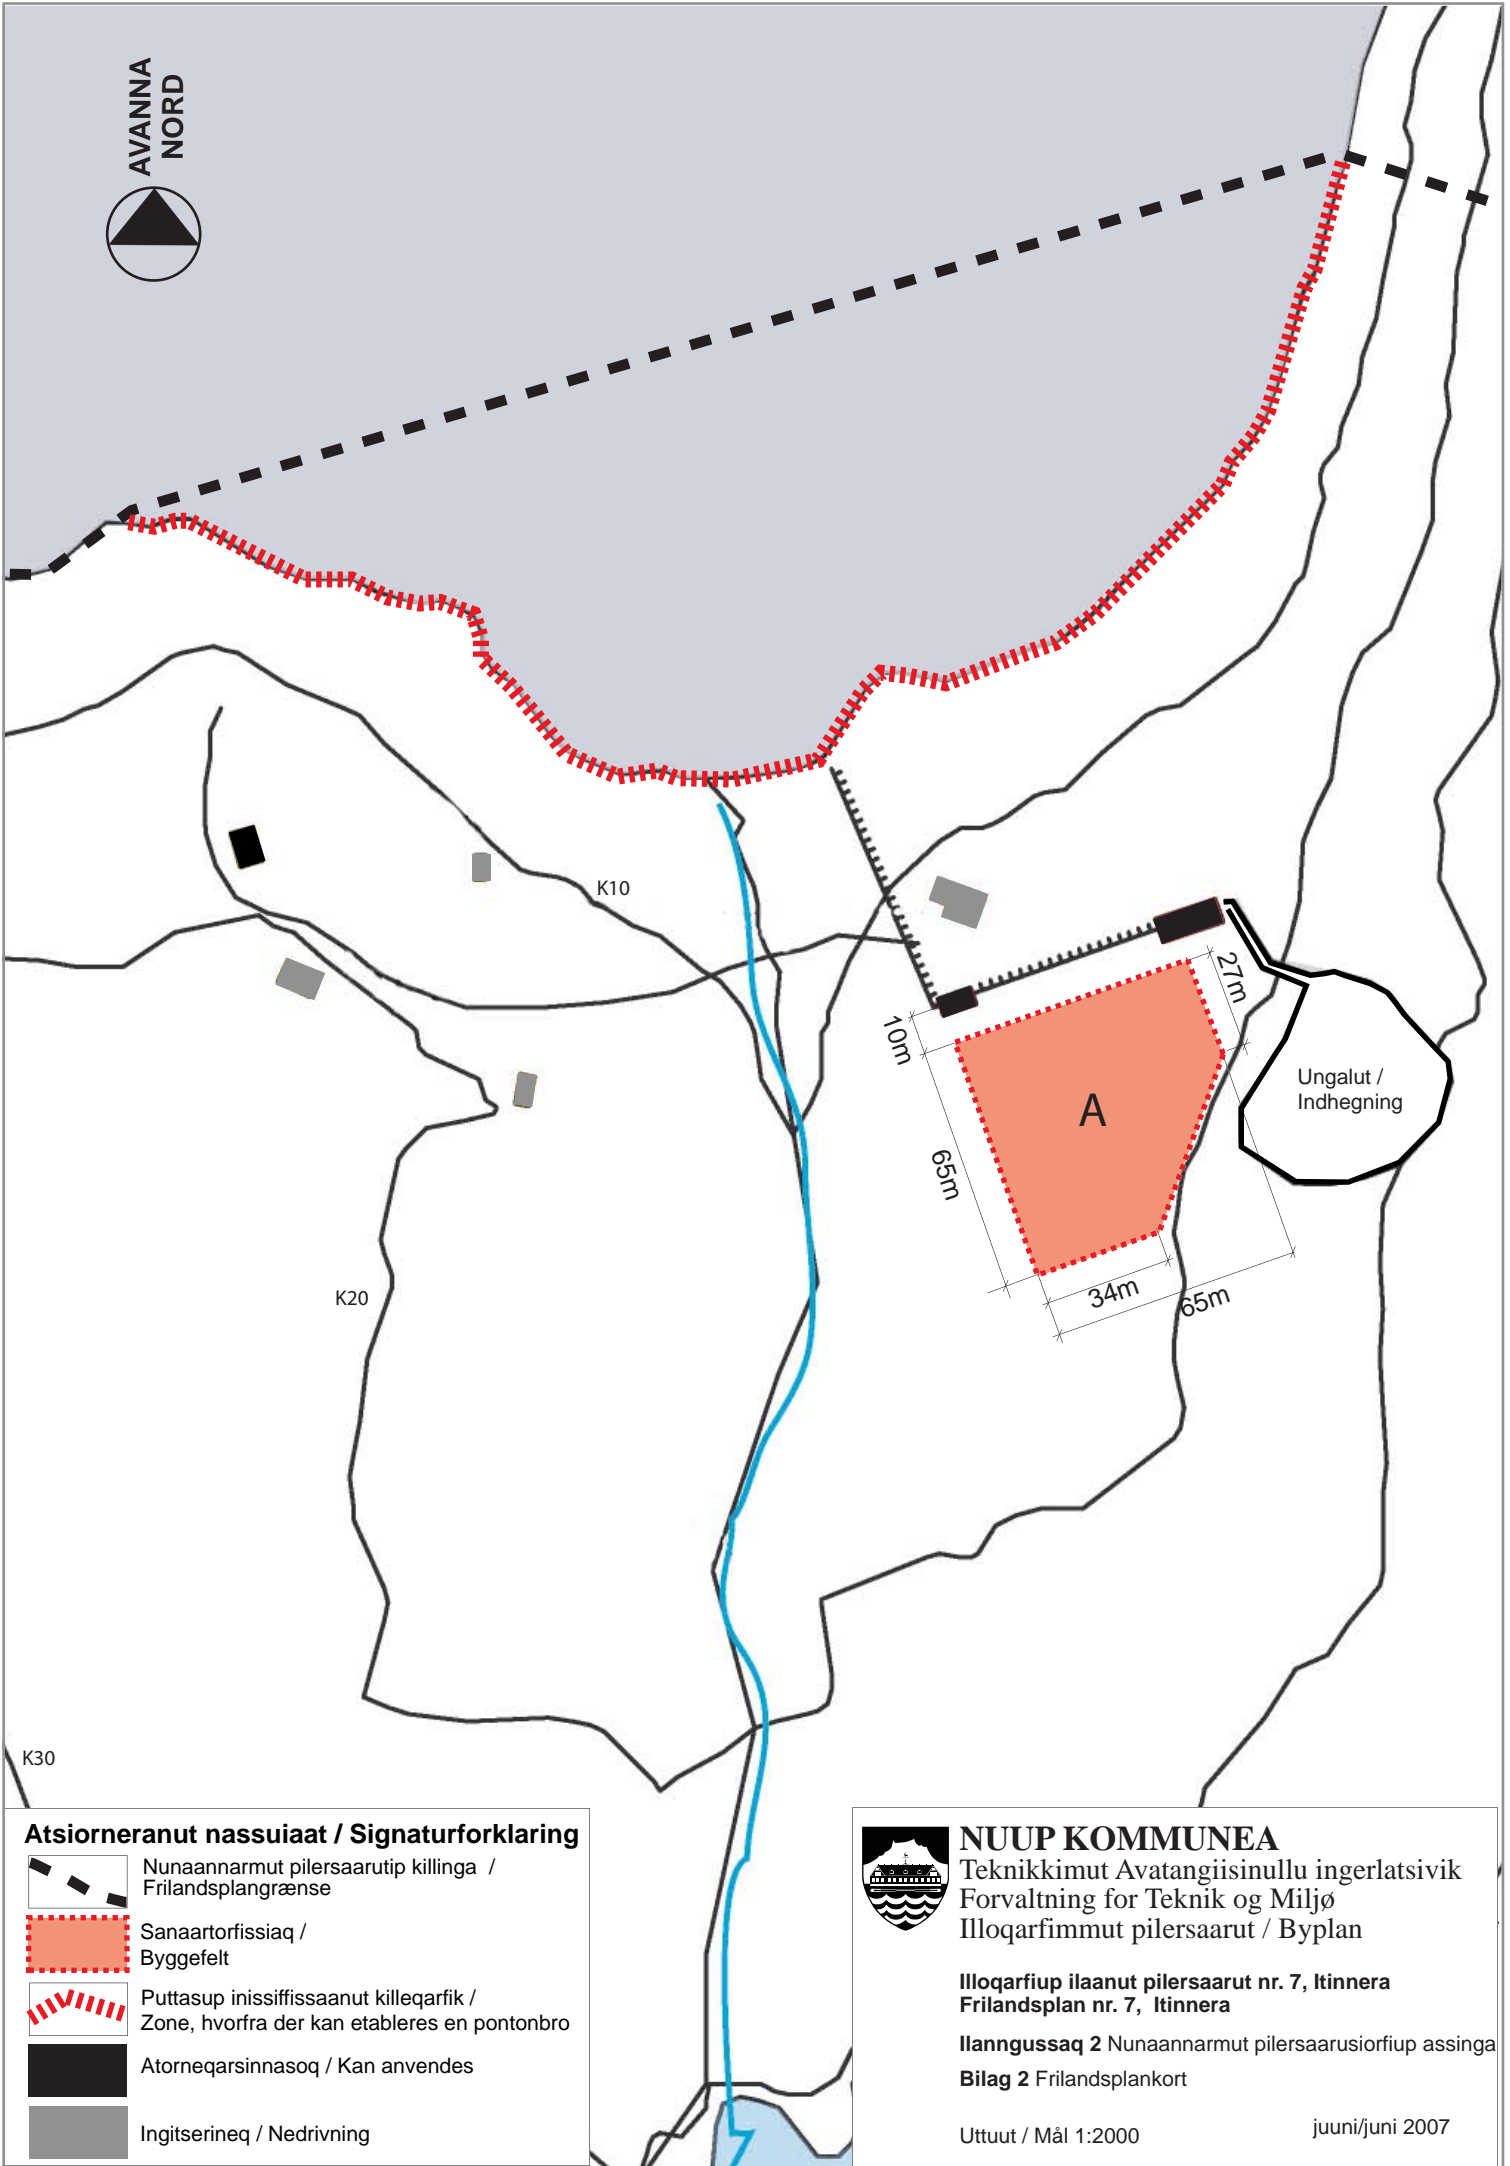 AVANNA
NORD
K10
27m
10m
A
Ungalut /
Indhegning
65m
34m
65m
K20
K30
Atsiorneranut nassuiaat / Signaturforklaring
Nunaannarmut pilersaarutip killinga /
Frilandsplangrænse
Sanaartorfissiaq /
Byggefelt
Puttasup inissiffissaanut killeqarfik /
Zone, hvorfra der kan etableres en pontonbro
Atorneqarsinnasoq / Kan anvendes
Ingitserineq / Nedrivning
NUUP KOMMUNEA
Teknikkimut Avatangiisinullu ingerlatsivik
Forvaltning for Teknik og Miljø
Illoqarfimmut pilersaarut / Byplan
Illoqarfiup ilaanut pilersaarut nr. 7, Itinnera
Frilandsplan nr. 7, Itinnera
Ilanngussaq 2 Nunaannarmut pilersaarusiorfiup assinga
Bilag 2 Frilandsplankort
Uttuut / Mål 1:2000
juuni/juni 2007